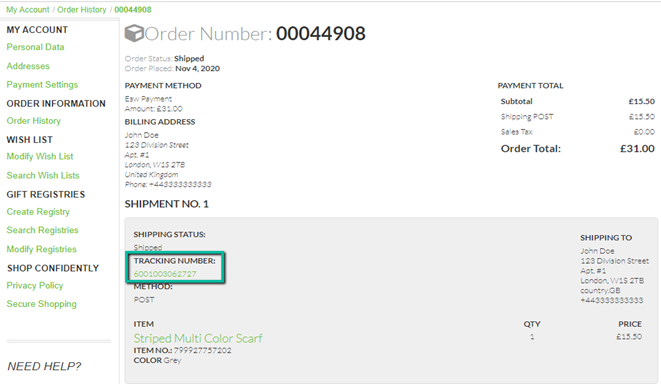 My Account / Order History / 00044908
MY ACCOUNT
Personal Data
Addresses
Payment Settings
ORDER INFORMATION
Order History
WISH LIST
Modify Wish List
Search Wish Lists
GIFT REGISTRIES
Create Registry
Search Registries
Modify Registries
SHOP CONFIDENTLY
Privacy Policy
Secure Shopping
NEED HELP?
Order Number: 00044908
Order Status: Shipped
Order Placed: Nov 4, 2020
PAYMENT METHOD
Eaw Payment
Amount: £31.00
BILLING ADDRESS
John Doe
123 Division Street
Apt. #1
London, W1S 2TB
United Kingdom
Phone: +443333333333
PAYMENT TOTAL
Subtotal £15.50
Shipping POST £15.50
Sales Tax £0.00
Order Total: £31.00
SHIPMENT NO. 1
SHIPPING STATUS:
Shipped
TRACKING NUMBER:
6001003062727
METHOD:
POST
SHIPPING TO
John Doe
123 Division Street
Apt. #1
London, W1S 2TB
country.GB
+443333333333
ITEM QTY PRICE
Striped Multi Color Scarf 1 £15.50
ITEM NO.: 799927757202
COLOR Grey